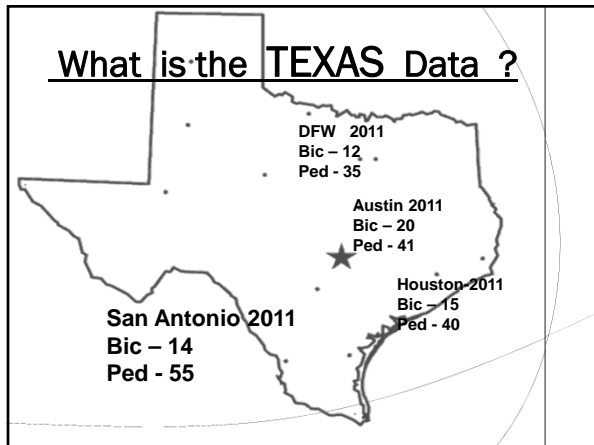 What is the TEXAS Data ?
DFW 2011
Bic – 12
Ped - 35
Austin 2011
Bic – 20
Ped - 41
Houston 2011
Bic – 15
Ped - 40
San Antonio 2011
Bic – 14
Ped - 55